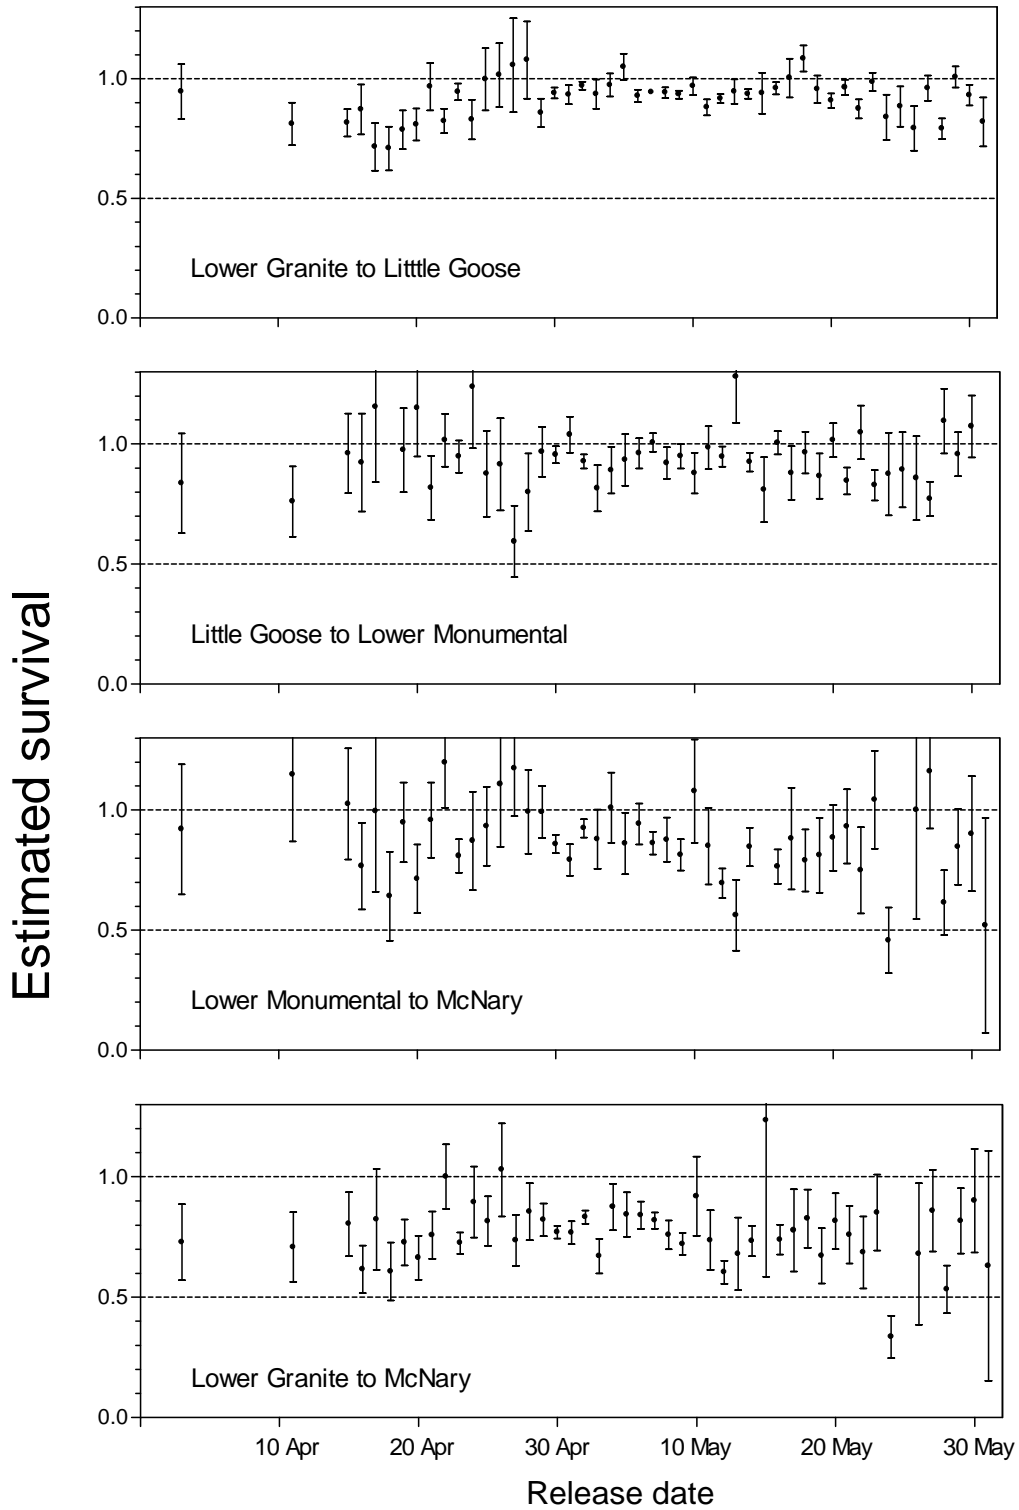 Estimated survival
1.0
0.5
0.0
Lower Granite to Litttle Goose
1.0
0.5
0.0
Little Goose to Lower Monumental
1.0
0.5
0.0
Lower Monumental to McNary
1.0
0.5
0.0
Lower Granite to McNary
10 Apr 20 Apr 30 Apr 10 May 20 May 30 May
Release date